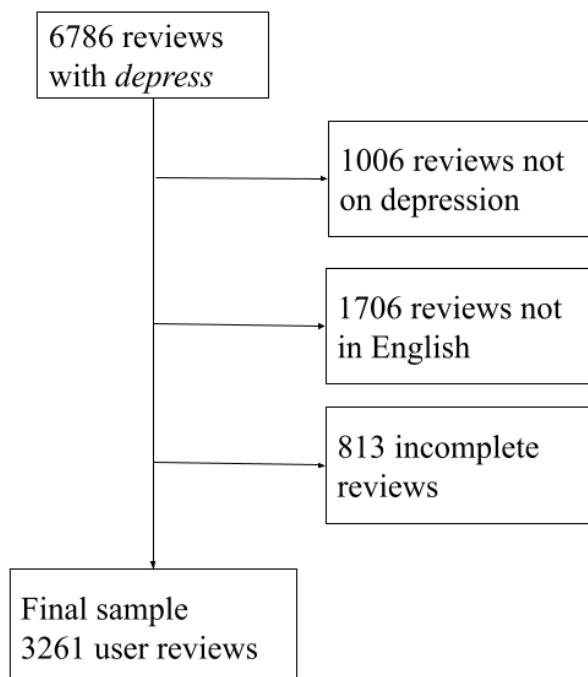 6786 reviews
with depress
1006 reviews not
on depression
1706 reviews not
in English
813 incomplete
reviews
Final sample
3261 user reviews